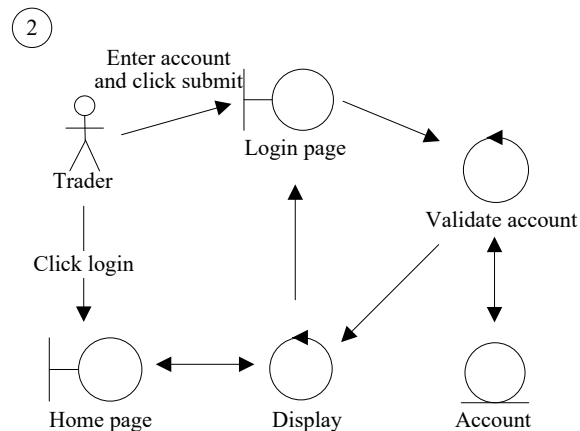 2
Enter account
and click submit
Login page
Trader
Validate account
Click login
Home page
Display
Account